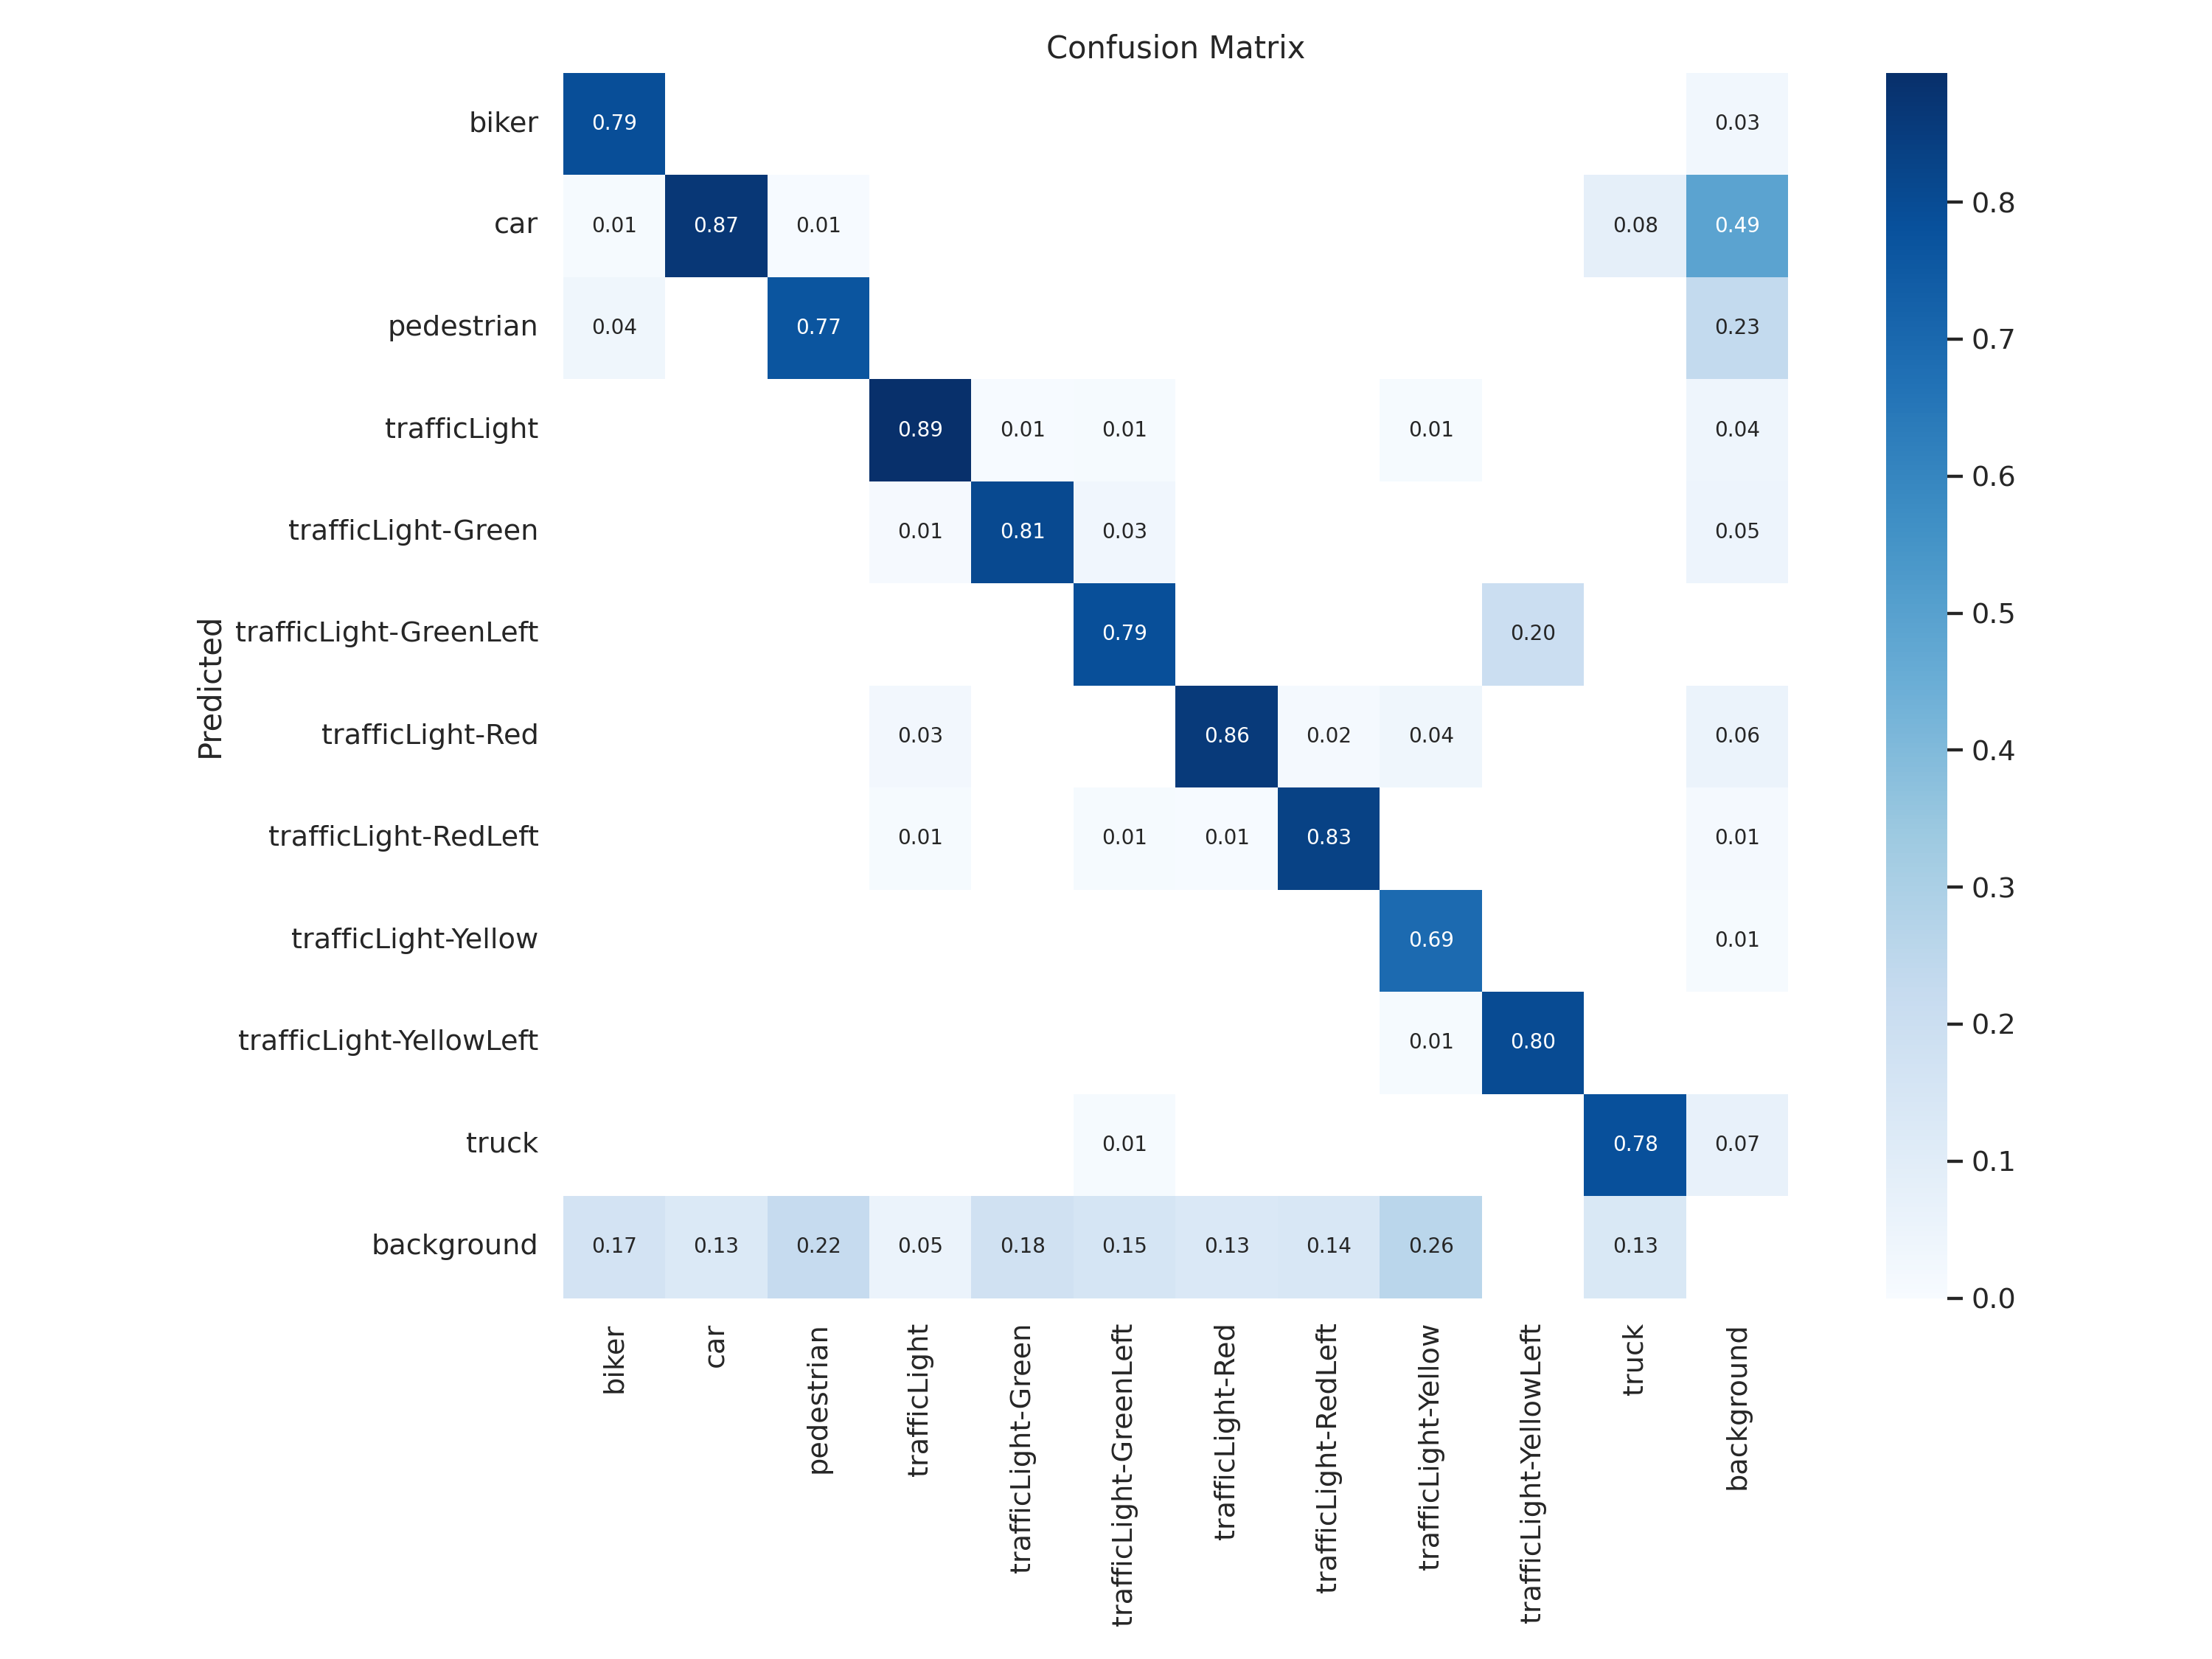 Confusion Matrix
biker 0.79 0.03
car 0.01 0.87 0.01 0.08 0.49
pedestrian 0.04 0.77 0.23
trafficLight 0.89 0.01 0.01 0.01 0.04
trafficLight-Green 0.01 0.81 0.03 0.05
trafficLight-GreenLeft 0.79 0.20
trafficLight-Red 0.03 0.86 0.02 0.04 0.06
trafficLight-RedLeft 0.01 0.01 0.01 0.83 0.01
trafficLight-Yellow 0.69 0.01
trafficLight-YellowLeft 0.01 0.80
truck 0.01 0.78 0.07
background 0.17 0.13 0.22 0.05 0.18 0.15 0.13 0.14 0.26 0.13
Predicted
biker
car
pedestrian
trafficLight
trafficLight-Green
trafficLight-GreenLeft
trafficLight-Red
trafficLight-RedLeft
trafficLight-Yellow
trafficLight-YellowLeft
truck
background
0.8
0.7
0.6
0.5
0.4
0.3
0.2
0.1
0.0